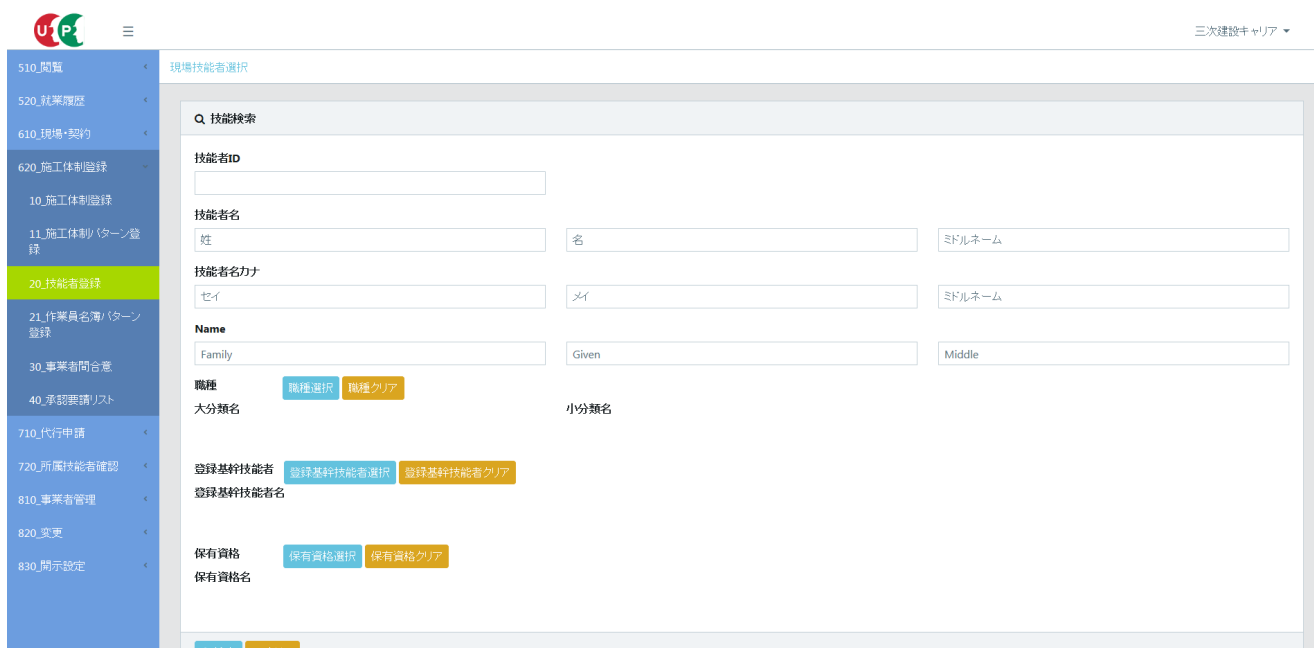 UP
三次建設キャリア
510_閲覧
現場技能者選択
520_就業履歴
技能検索
610_現場・契約
技能者ID
620_施工体制登録
10_施工体制登録
技能者名
11_施工体制パターン登
録
姓 名 ミドルネーム
技能者名カナ
20_技能者登録
セイ メイ ミドルネーム
21_作業員名簿パターン
登録
Name
Family Given Middle
30_事業者間合意
職種 職種選択 職種クリア
40_承認要請リスト
大分類名 小分類名
710_代行申請
720_所属技能者確認
登録基幹技能者 登録基幹技能者選択 登録基幹技能者クリア
登録基幹技能者名
810_事業者管理
820_変更
保有資格 保有資格選択 保有資格クリア
830_開示設定
保有資格名